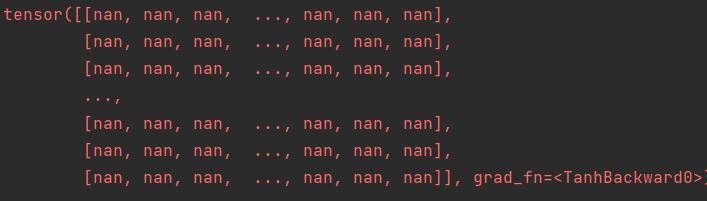 tensor([[nan, nan, nan,  ..., nan, nan, nan],
        [nan, nan, nan,  ..., nan, nan, nan],
        [nan, nan, nan,  ..., nan, nan, nan],
        ...,
        [nan, nan, nan,  ..., nan, nan, nan],
        [nan, nan, nan,  ..., nan, nan, nan],
        [nan, nan, nan,  ..., nan, nan, nan]], grad_fn=<TanhBackward0>)